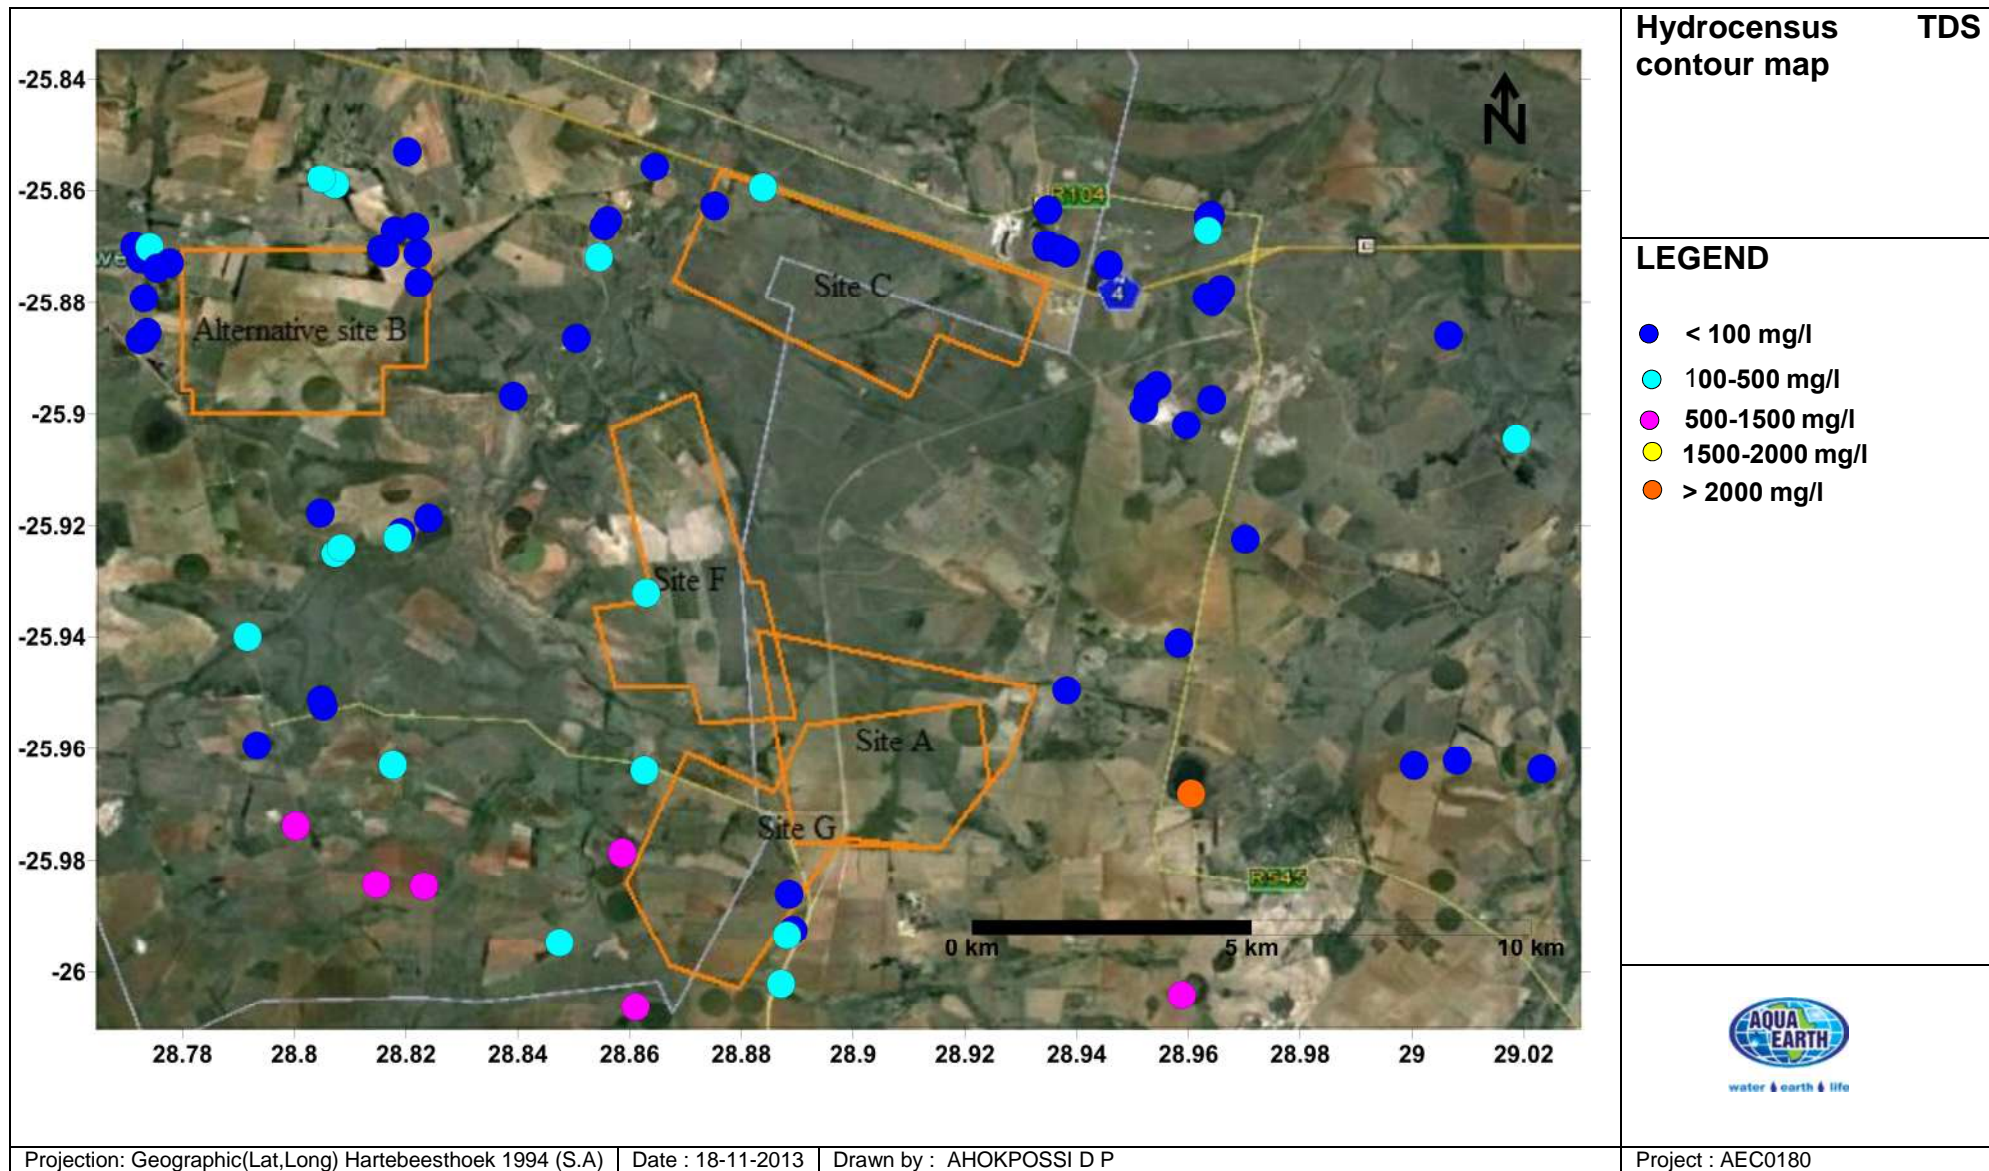 Hydrocensus TDS
contour map
LEGEND
< 100 mg/l
100-500 mg/l
500-1500 mg/l
1500-2000 mg/l
> 2000 mg/l
N
-25.84
-25.86
-25.88
-25.9
-25.92
-25.94
-25.96
-25.98
-26
28.78
28.8
28.82
28.84
28.86
28.88
28.9
28.92
28.94
28.96
28.98
29
29.02
R104
we
4
Site C
Alternative site B
Site F
Site A
Site G
R545
0 km
5 km
10 km
AQUA
EARTH
water earth life
Projection: Geographic(Lat,Long) Hartebeesthoek 1994 (S.A)
Date : 18-11-2013
Drawn by : AHOKPOSSI D P
Project : AEC0180